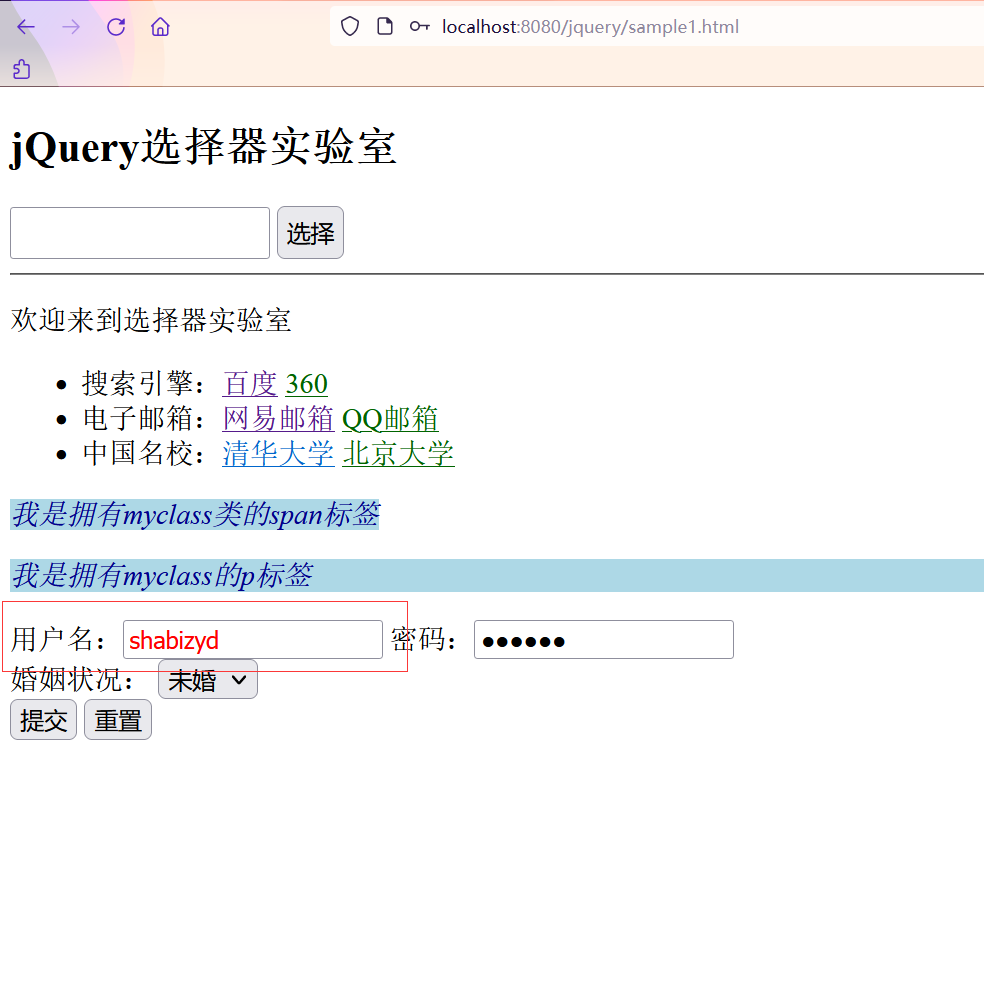 localhost:8080/jquery/sample1.html
jQuery选择器实验室
选择
欢迎来到选择器实验室
搜索引擎：百度 360
电子邮箱：网易邮箱 QQ邮箱
中国名校：清华大学 北京大学
我是拥有myclass类的span标签
我是拥有myclass的p标签
用户名：shabizyd 密码：●●●●●●
婚姻状况： 未婚
提交 重置